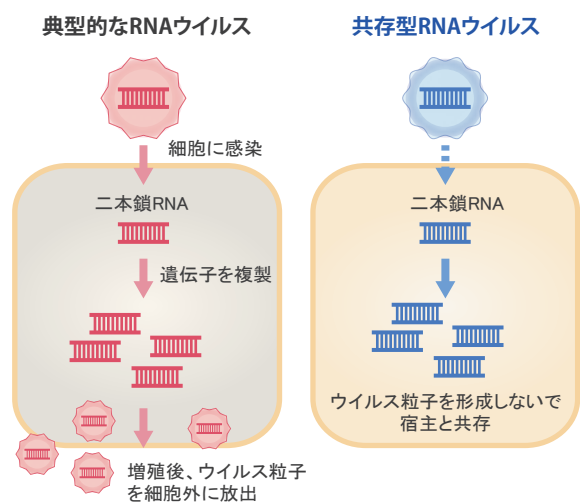 典型的なRNAウイルス
細胞に感染
二本鎖RNA
遺伝子を複製
増殖後、ウイルス粒子
を細胞外に放出
共存型RNAウイルス
二本鎖RNA
ウイルス粒子を形成しないで
宿主と共存